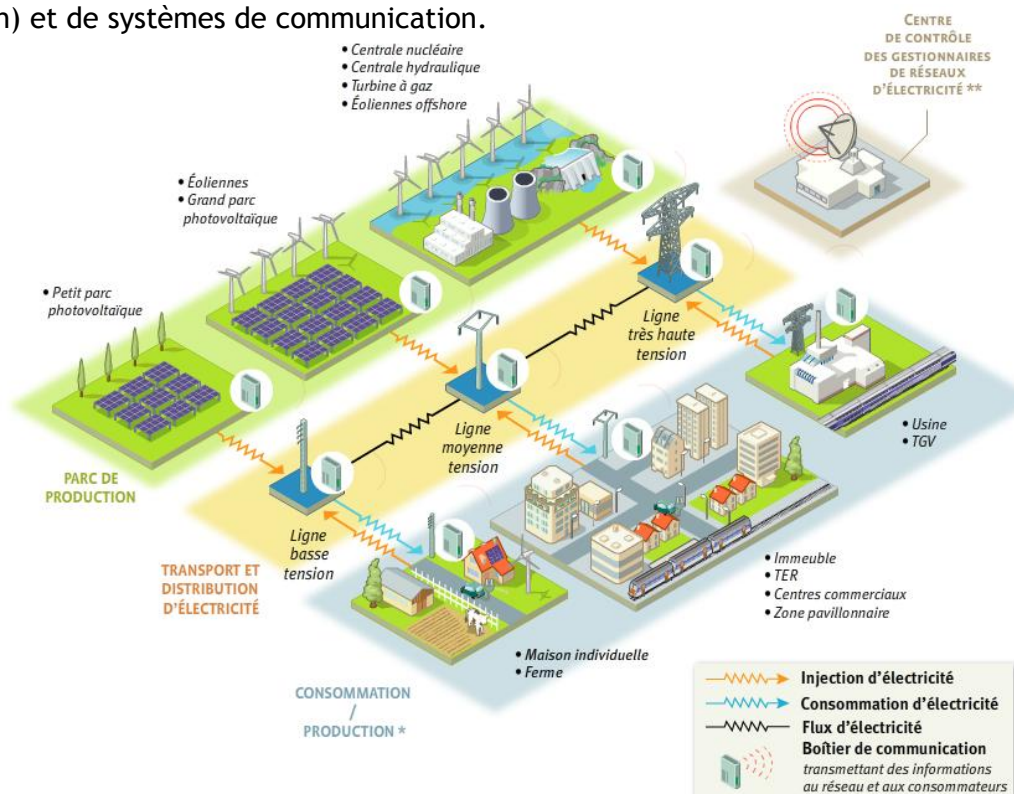 n) et de systèmes de communication.
CENTRE
DE CONTRÔLE
DES GESTIONNAIRES
DE RÉSEAUX
D'ÉLECTRICITÉ **
• Centrale nucléaire
• Centrale hydraulique
• Turbine à gaz
• Éoliennes offshore
• Éoliennes
• Grand parc
photovoltaïque
• Petit parc
photovoltaïque
Ligne
très haute
tension
Ligne
moyenne
tension
Ligne
basse
tension
PARC DE
PRODUCTION
TRANSPORT ET
DISTRIBUTION
D'ÉLECTRICITÉ
• Usine
• TGV
• Immeuble
• TER
• Centres commerciaux
• Zone pavillonnaire
• Maison individuelle
• Ferme
CONSOMMATION
/
PRODUCTION *
Injection d'électricité
Consommation d'électricité
Flux d'électricité
Boîtier de communication
transmettant des informations
au réseau et aux consommateurs